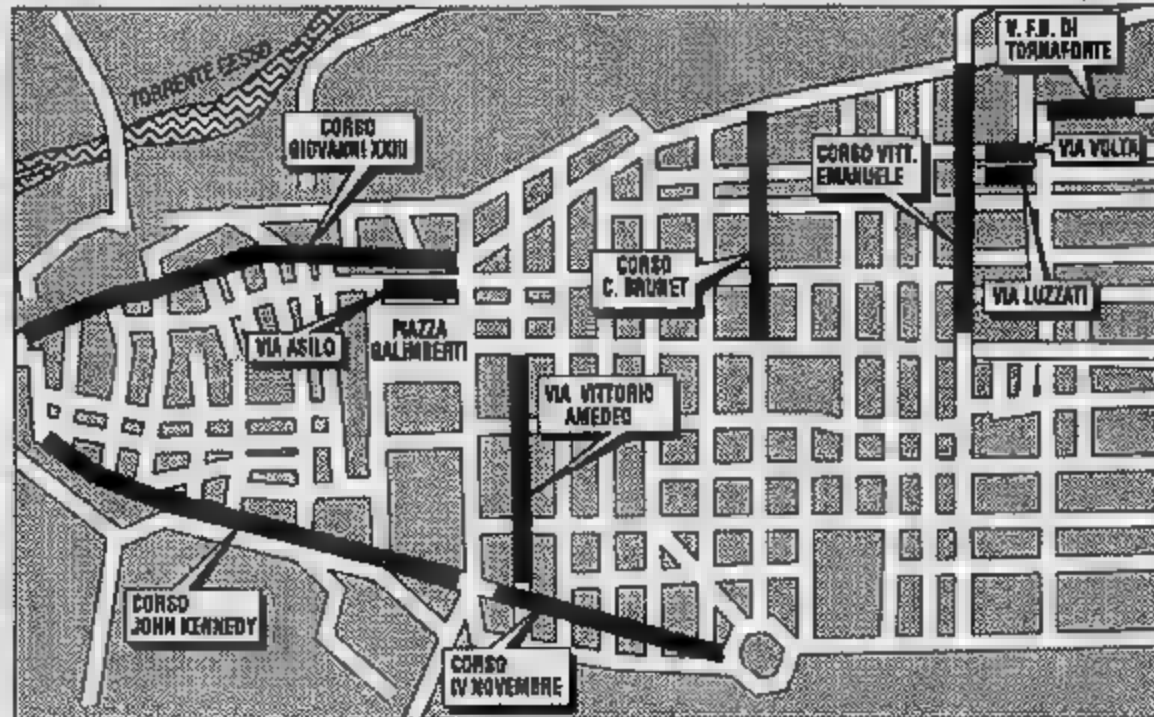 V. F.N. DI
TORNAFORTE
TORRENTE GESSO
CORSO
GIOVANNI XXIII
VIA VOLTA
CORSO VITT.
EMANUELE
CORSO
C. BRUNET
VIA LUZZATI
VIA ASILO
PIAZZA
GALIMBERTI
VIA VITTORIO
AMEDEO
CORSO
JOHN KENNEDY
CORSO
IV NOVEMBRE